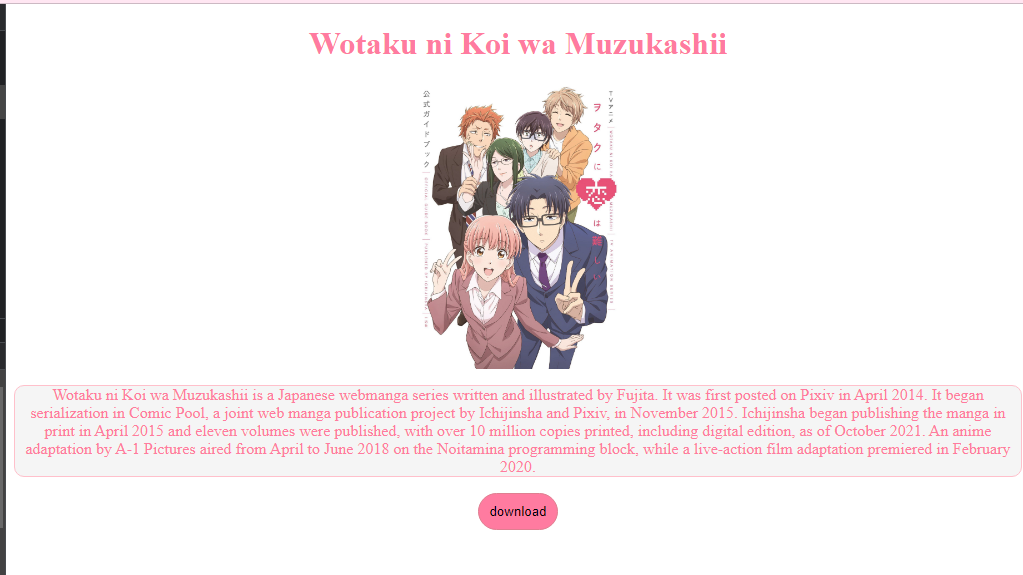 Wotaku ni Koi wa Muzukashii
公式ガイドブック
TVアニメ
ヲタクに
恋
は
難しい
Wotaku ni Koi wa Muzukashii is a Japanese webmanga series written and illustrated by Fujita. It was first posted on Pixiv in April 2014. It began
serialization in Comic Pool, a joint web manga publication project by Ichijinsha and Pixiv, in November 2015. Ichijinsha began publishing the manga in
print in April 2015 and eleven volumes were published, with over 10 million copies printed, including digital edition, as of October 2021. An anime
adaptation by A-1 Pictures aired from April to June 2018 on the Noitamina programming block, while a live-action film adaptation premiered in February
2020.
download